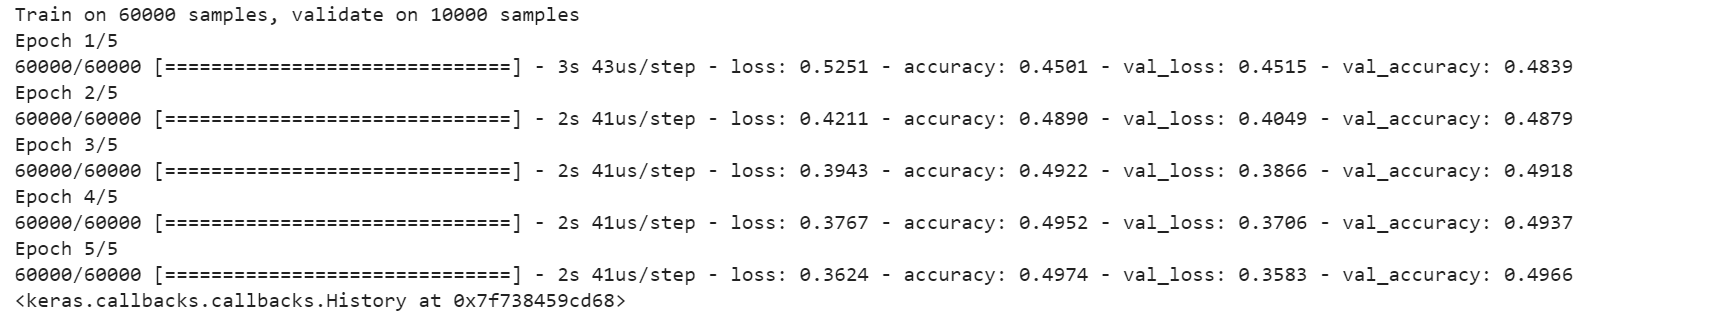 Train on 60000 samples, validate on 10000 samples
Epoch 1/5
60000/60000 [==============================] - 3s 43us/step - loss: 0.5251 - accuracy: 0.4501 - val_loss: 0.4515 - val_accuracy: 0.4839
Epoch 2/5
60000/60000 [==============================] - 2s 41us/step - loss: 0.4211 - accuracy: 0.4890 - val_loss: 0.4049 - val_accuracy: 0.4879
Epoch 3/5
60000/60000 [==============================] - 2s 41us/step - loss: 0.3943 - accuracy: 0.4922 - val_loss: 0.3866 - val_accuracy: 0.4918
Epoch 4/5
60000/60000 [==============================] - 2s 41us/step - loss: 0.3767 - accuracy: 0.4952 - val_loss: 0.3706 - val_accuracy: 0.4937
Epoch 5/5
60000/60000 [==============================] - 2s 41us/step - loss: 0.3624 - accuracy: 0.4974 - val_loss: 0.3583 - val_accuracy: 0.4966
<keras.callbacks.callbacks.History at 0x7f738459cd68>